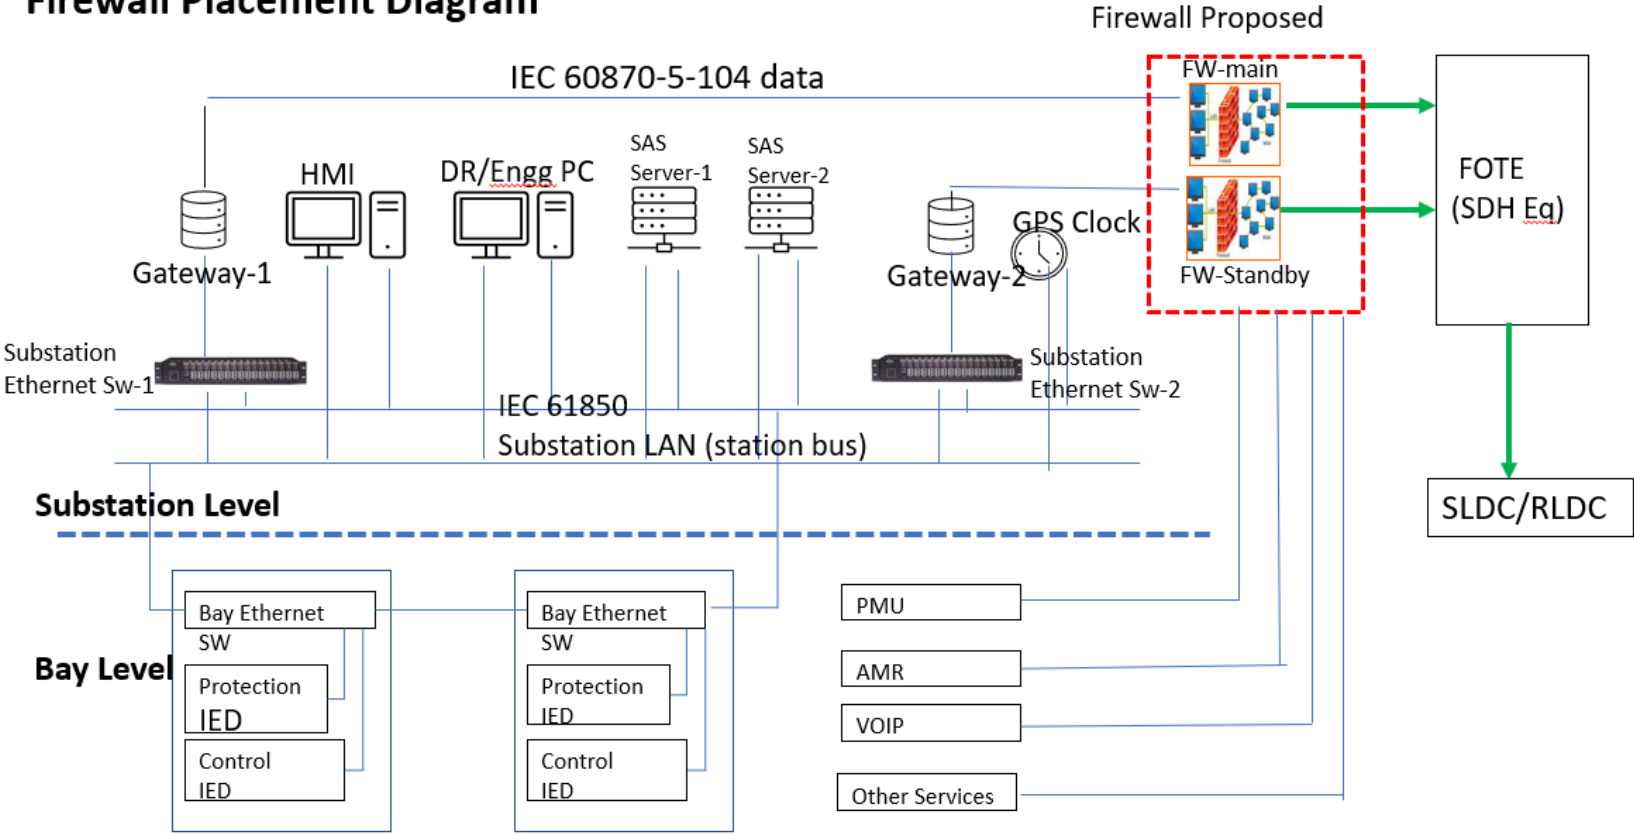 Firewall Placement Diagram
Firewall Proposed
IEC 60870-5-104 data
FW-main
SAS
Server-1
SAS
Server-2
HMI
DR/Engg PC
FOTE
(SDH Eq)
GPS Clock
Gateway-1
Gateway-2
FW-Standby
Substation
Ethernet Sw-1
Substation
Ethernet Sw-2
IEC 61850
Substation LAN (station bus)
Substation Level
SLDC/RLDC
Bay Level
Bay Ethernet
SW
Protection
IED
Control
IED
Bay Ethernet
SW
Protection
IED
Control
IED
PMU
AMR
VOIP
Other Services